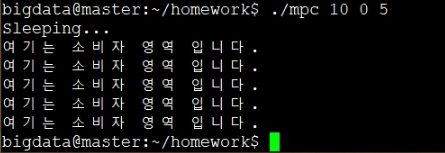 bigdata@master:~/homework$ ./mpc 10 0 5
Sleeping...
여기는 소비자 영역 입니다.
여기는 소비자 영역 입니다.
여기는 소비자 영역 입니다.
여기는 소비자 영역 입니다.
여기는 소비자 영역 입니다.
bigdata@master:~/homework$